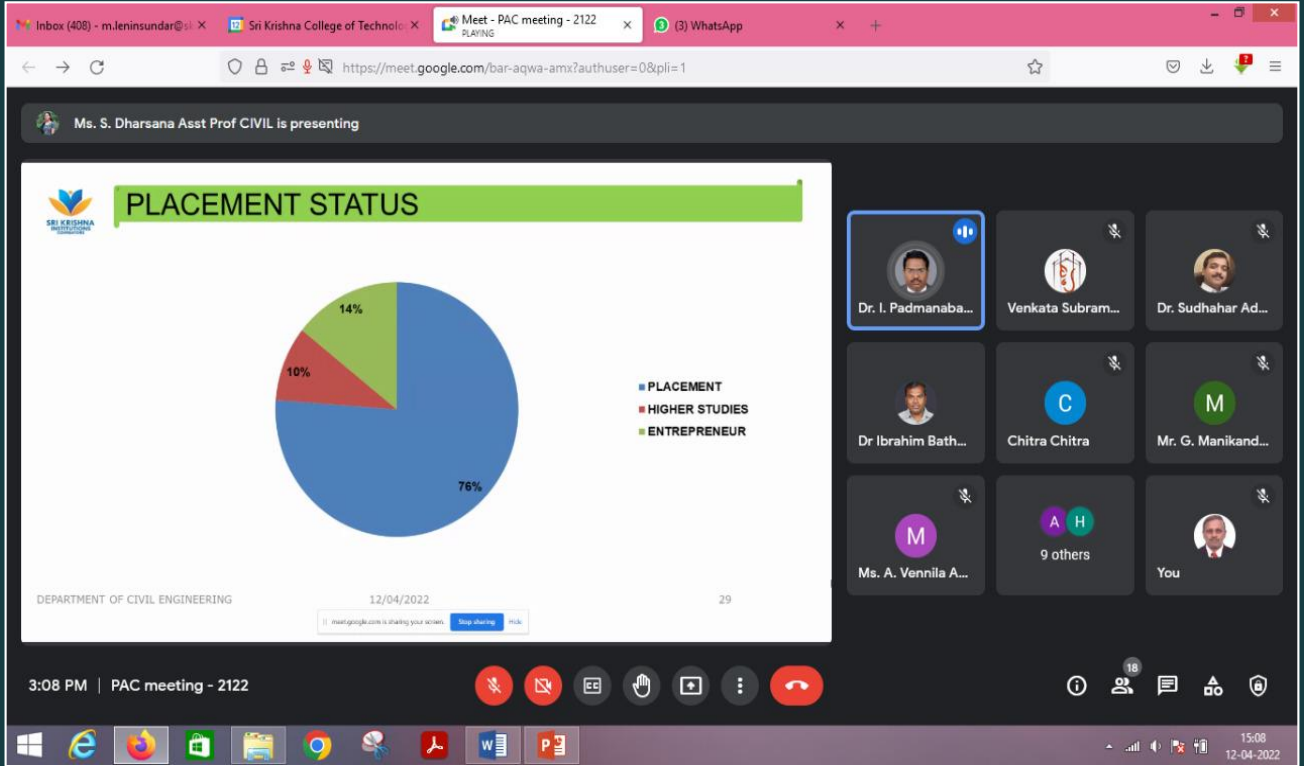 Inbox (408) - m.leninsundar@sk
Sri Krishna College of Technolo
Meet - PAC meeting - 2122
PLAYING
(3) WhatsApp
https://meet.google.com/bar-aqwa-amx?authuser=0&pli=1
Ms. S. Dharsana Asst Prof CIVIL is presenting
SRI KRISHNA
INSTITUTIONS
COIMBATORE
PLACEMENT STATUS
14%
10%
76%
PLACEMENT
HIGHER STUDIES
ENTREPRENEUR
DEPARTMENT OF CIVIL ENGINEERING 12/04/2022 29
meet.google.com is sharing your screen. Stop sharing Hide
Dr. I. Padmanaba...
Venkata Subram...
Dr. Sudhahar Ad...
Dr Ibrahim Bath...
C
Chitra Chitra
M
Mr. G. Manikand...
M
Ms. A. Vennila A...
A H
9 others
You
3:08 PM | PAC meeting - 2122
18
15:08
12-04-2022